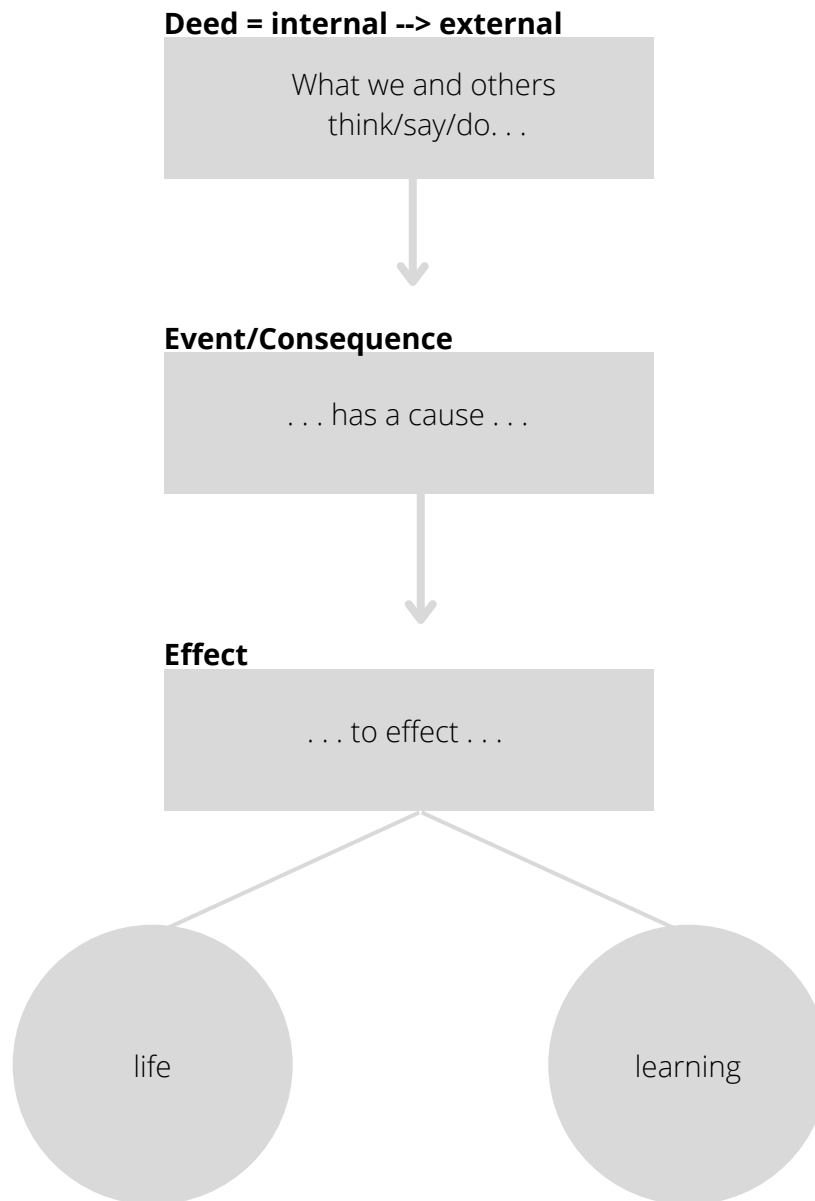 Deed = internal --> external
What we and others
think/say/do. . .
Event/Consequence
. . . has a cause . . .
Effect
. . . to effect . . .
life
learning